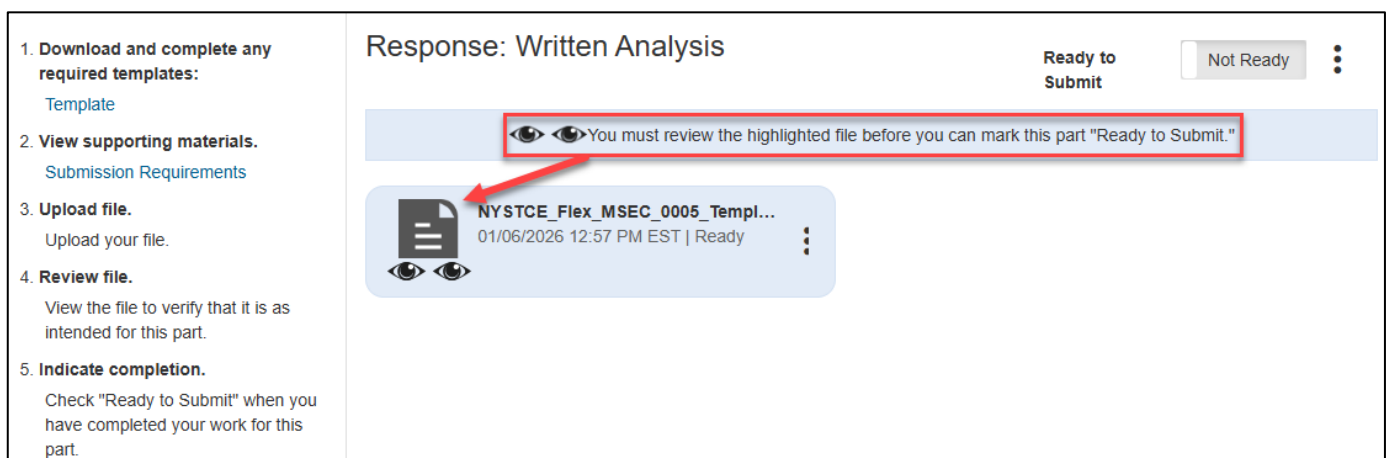 1. Download and complete any
required templates:
Template
2. View supporting materials.
Submission Requirements
3. Upload file.
Upload your file.
4. Review file.
View the file to verify that it is as
intended for this part.
5. Indicate completion.
Check "Ready to Submit" when you
have completed your work for this
part.
Response: Written Analysis
Ready to
Submit
Not Ready
You must review the highlighted file before you can mark this part "Ready to Submit."
NYSTCE_Flex_MSEC_0005_Templ...
01/06/2026 12:57 PM EST | Ready